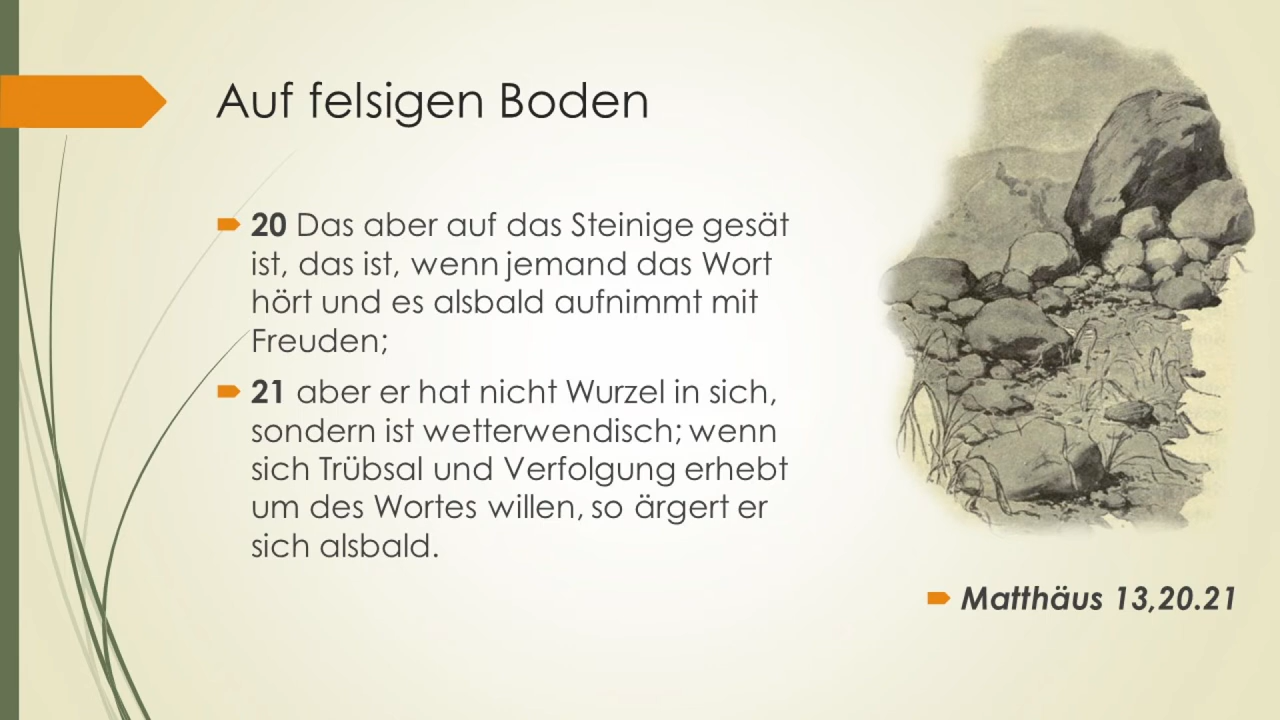 Auf felsigen Boden
20 Das aber auf das Steinige gesät
ist, das ist, wenn jemand das Wort
hört und es alsbald aufnimmt mit
Freuden;
21 aber er hat nicht Wurzel in sich,
sondern ist wetterwendisch; wenn
sich Trübsal und Verfolgung erhebt
um des Wortes willen, so ärgert er
sich alsbald.
Matthäus 13,20.21